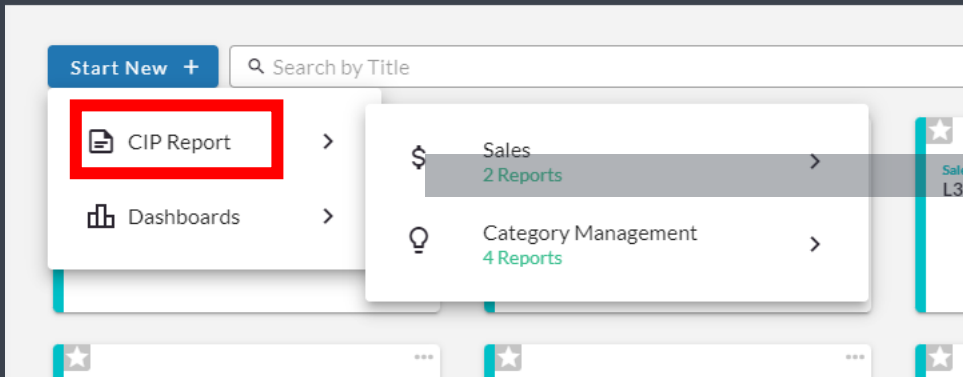 Start New +
Search by Title
CIP Report
Dashboards
Sales
2 Reports
Category Management
4 Reports
L3